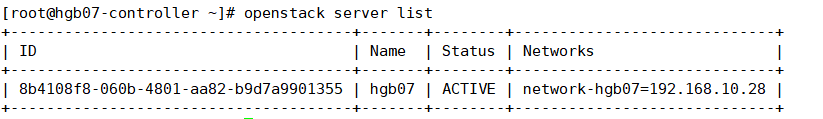 [root@hgb07-controller ~]# openstack server list
+--------------------------------------+-------+--------+-----------------------------+
| ID                                   | Name  | Status | Networks                    |
+--------------------------------------+-------+--------+-----------------------------+
| 8b4108f8-060b-4801-aa82-b9d7a9901355 | hgb07 | ACTIVE | network-hgb07=192.168.10.28 |
+--------------------------------------+-------+--------+-----------------------------+